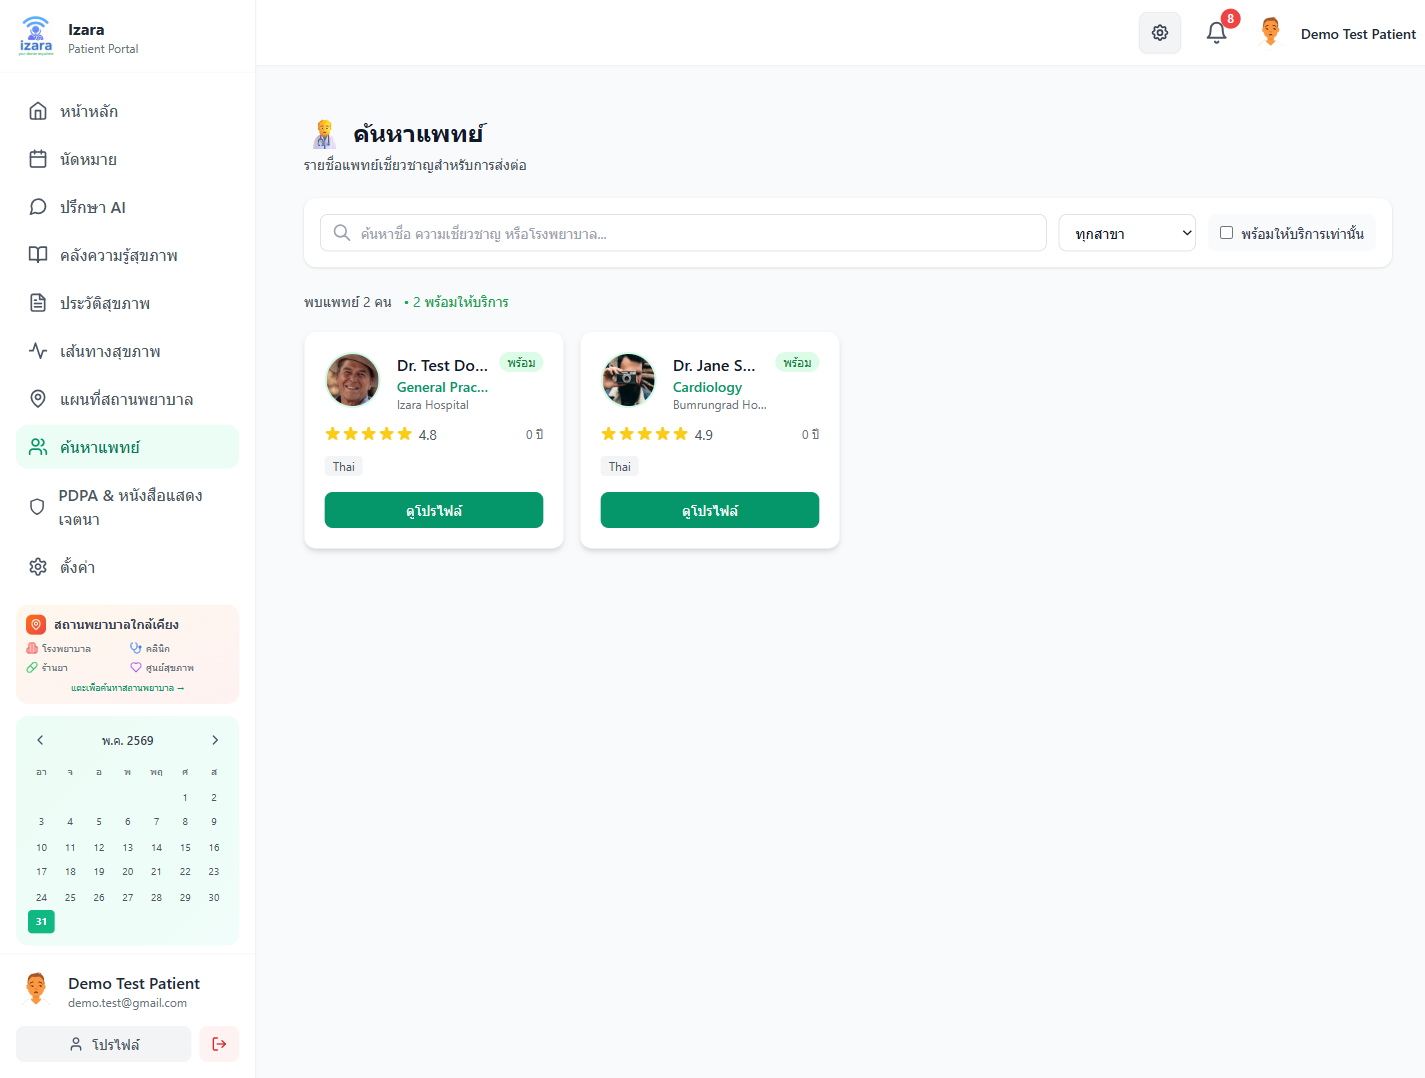 Izara
Patient Portal
izara
8
Demo Test Patient
หน้าหลัก
นัดหมาย
ปรึกษา AI
คลังความรู้สุขภาพ
ประวัติสุขภาพ
เส้นทางสุขภาพ
แผนที่สถานพยาบาล
ค้นหาแพทย์
PDPA & หนังสือแสดง
เจตนา
ตั้งค่า
สถานพยาบาลใกล้เคียง
โรงพยาบาล คลินิก
ร้านยา ศูนย์สุขภาพ
แตะเพื่อค้นหาสถานพยาบาล →
พ.ค. 2569
อา จ อ พ พฤ ศ ส
1 2
3 4 5 6 7 8 9
10 11 12 13 14 15 16
17 18 19 20 21 22 23
24 25 26 27 28 29 30
31
Demo Test Patient
demo.test@gmail.com
โปรไฟล์
ค้นหาแพทย์
รายชื่อแพทย์เชี่ยวชาญสำหรับการส่งต่อ
ค้นหาชื่อ ความเชี่ยวชาญ หรือโรงพยาบาล...
ทุกสาขา
พร้อมให้บริการเท่านั้น
พบแพทย์ 2 คน • 2 พร้อมให้บริการ
Dr. Test Do... พร้อม
General Prac...
Izara Hospital
4.8 0 ปี
Thai
ดูโปรไฟล์
Dr. Jane S... พร้อม
Cardiology
Bumrungrad Ho...
4.9 0 ปี
Thai
ดูโปรไฟล์